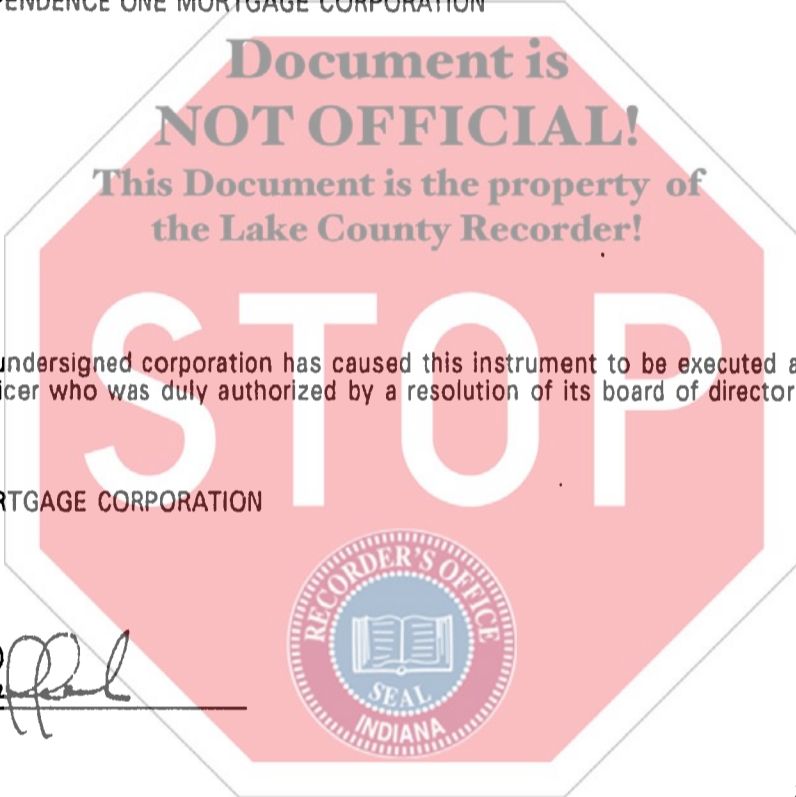 PENDENCE ONE MORTGAGE CORPORATION
Document is
NOT OFFICIAL!
This Document is the property of
the Lake County Recorder!
STOP
undersigned corporation has caused this instrument to be executed a
icer who was duly authorized by a resolution of its board of director
RTGAGE CORPORATION
RECORDER'S OFFICE
SEAL
INDIANA